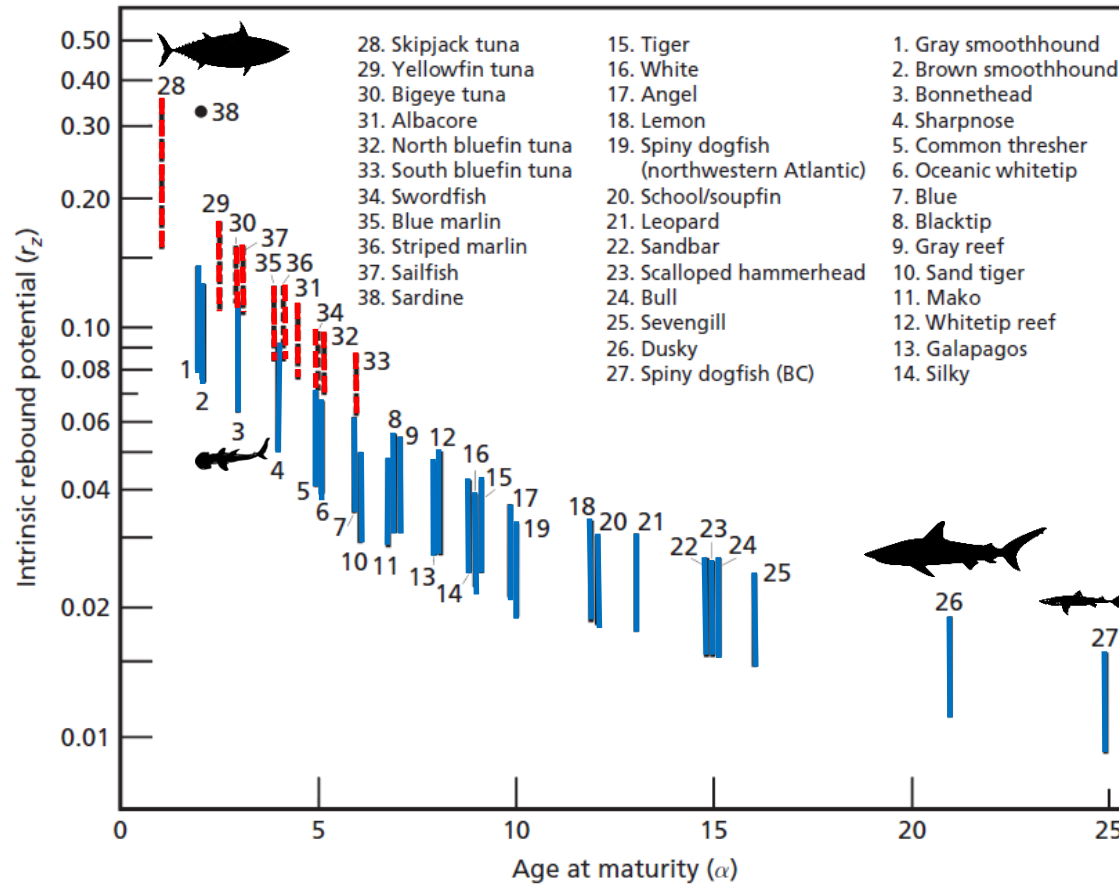 0.50
0.40
0.30
0.20
0.10
0.08
0.06
0.04
0.02
0.01
Intrinsic rebound potential (r_z)
28. Skipjack tuna
29. Yellowfin tuna
30. Bigeye tuna
31. Albacore
32. North bluefin tuna
33. South bluefin tuna
34. Swordfish
35. Blue marlin
36. Striped marlin
37. Sailfish
38. Sardine
15. Tiger
16. White
17. Angel
18. Lemon
19. Spiny dogfish
(northwestern Atlantic)
20. School/soupfin
21. Leopard
22. Sandbar
23. Scalloped hammerhead
24. Bull
25. Sevengill
26. Dusky
27. Spiny dogfish (BC)
1. Gray smoothhound
2. Brown smoothhound
3. Bonnethead
4. Sharpnose
5. Common thresher
6. Oceanic whitetip
7. Blue
8. Blacktip
9. Gray reef
10. Sand tiger
11. Mako
12. Whitetip reef
13. Galapagos
14. Silky
28
38
29
30
37
35
36
31
34
32
33
1
2
3
4
5
6
7
10
8
9
11
12
13
14
16
15
17
19
18
20
21
22
23
24
25
26
27
0
5
10
15
20
25
Age at maturity (α)